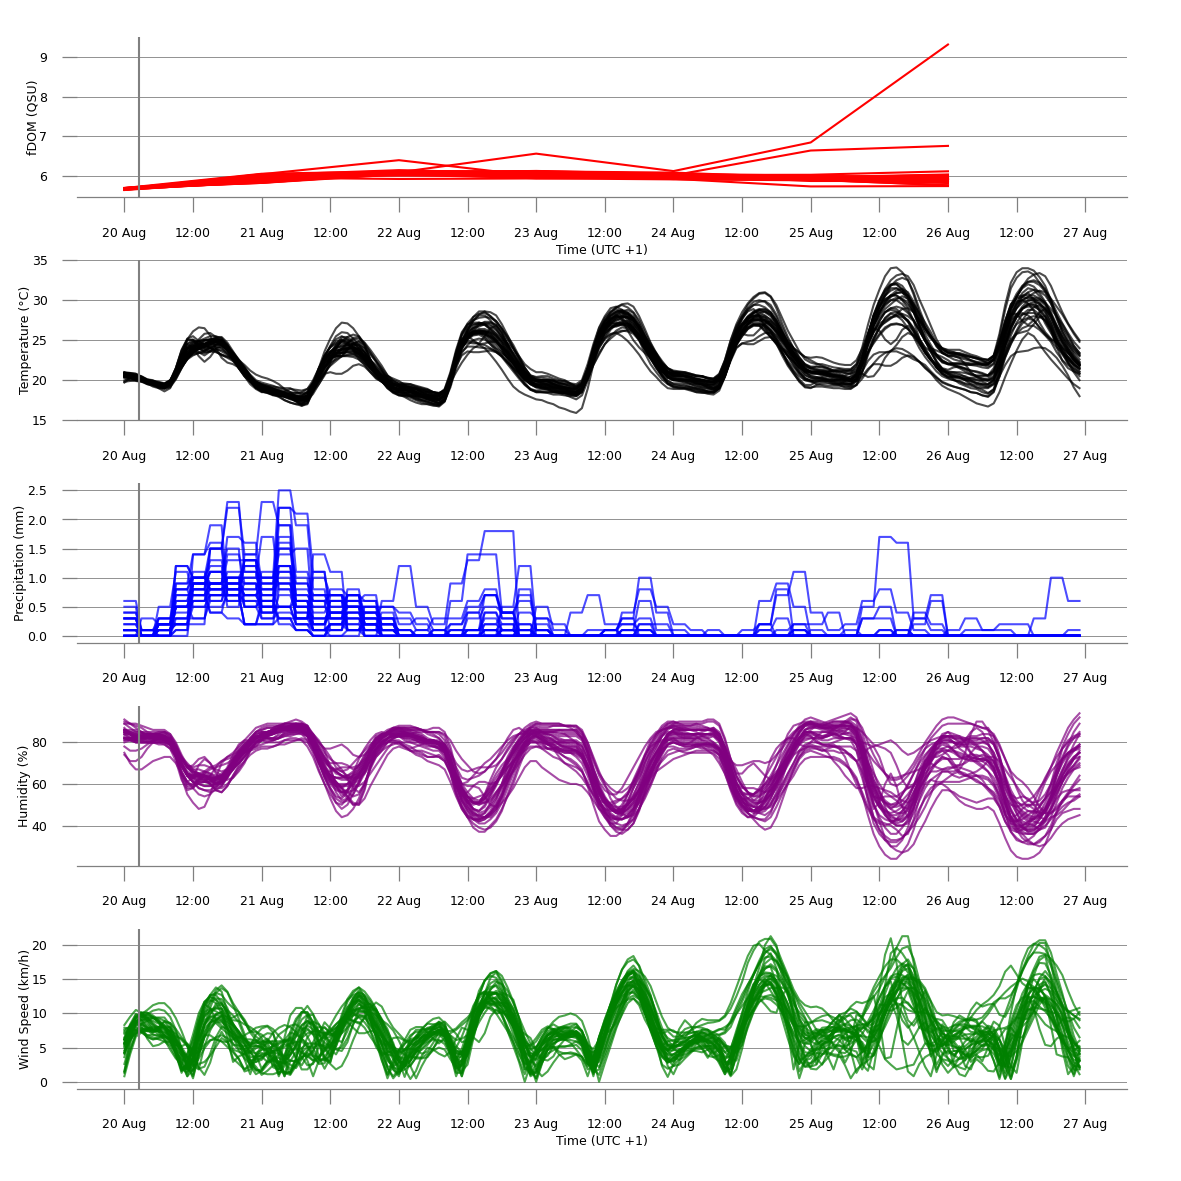 9
8
7
6
fDOM (QSU)
20 Aug 12:00 21 Aug 12:00 22 Aug 12:00 23 Aug 12:00 24 Aug 12:00 25 Aug 12:00 26 Aug 12:00 27 Aug
Time (UTC +1)
35
30
25
20
15
Temperature (°C)
20 Aug 12:00 21 Aug 12:00 22 Aug 12:00 23 Aug 12:00 24 Aug 12:00 25 Aug 12:00 26 Aug 12:00 27 Aug
2.5
2.0
1.5
1.0
0.5
0.0
Precipitation (mm)
20 Aug 12:00 21 Aug 12:00 22 Aug 12:00 23 Aug 12:00 24 Aug 12:00 25 Aug 12:00 26 Aug 12:00 27 Aug
80
60
40
Humidity (%)
20 Aug 12:00 21 Aug 12:00 22 Aug 12:00 23 Aug 12:00 24 Aug 12:00 25 Aug 12:00 26 Aug 12:00 27 Aug
20
15
10
5
0
Wind Speed (km/h)
20 Aug 12:00 21 Aug 12:00 22 Aug 12:00 23 Aug 12:00 24 Aug 12:00 25 Aug 12:00 26 Aug 12:00 27 Aug
Time (UTC +1)